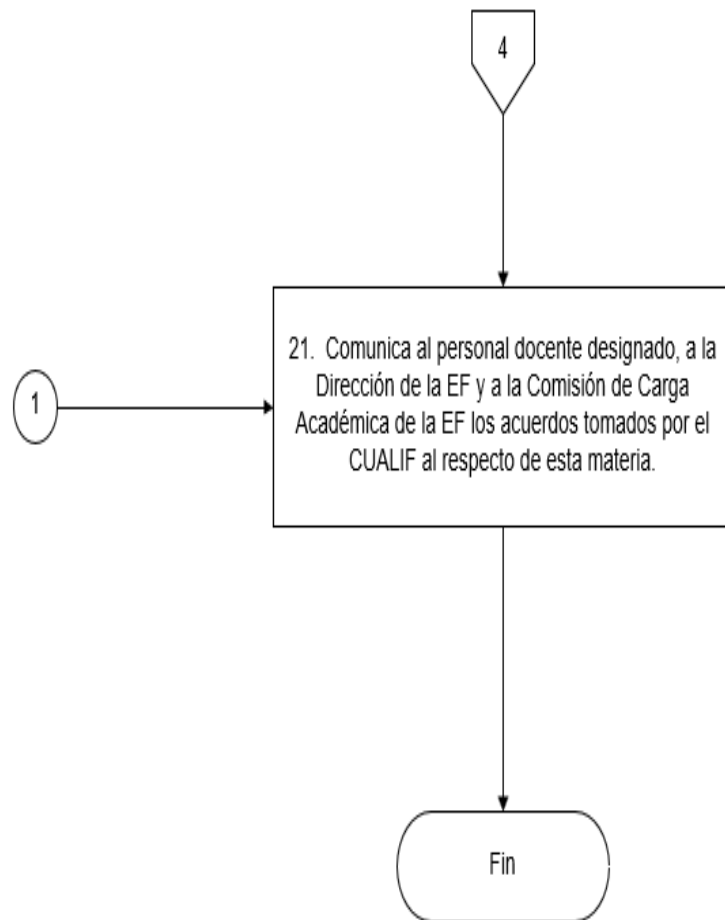 4
21. Comunica al personal docente designado, a la
Dirección de la EF y a la Comisión de Carga
Académica de la EF los acuerdos tomados por el
CUALIF al respecto de esta materia.
1
Fin